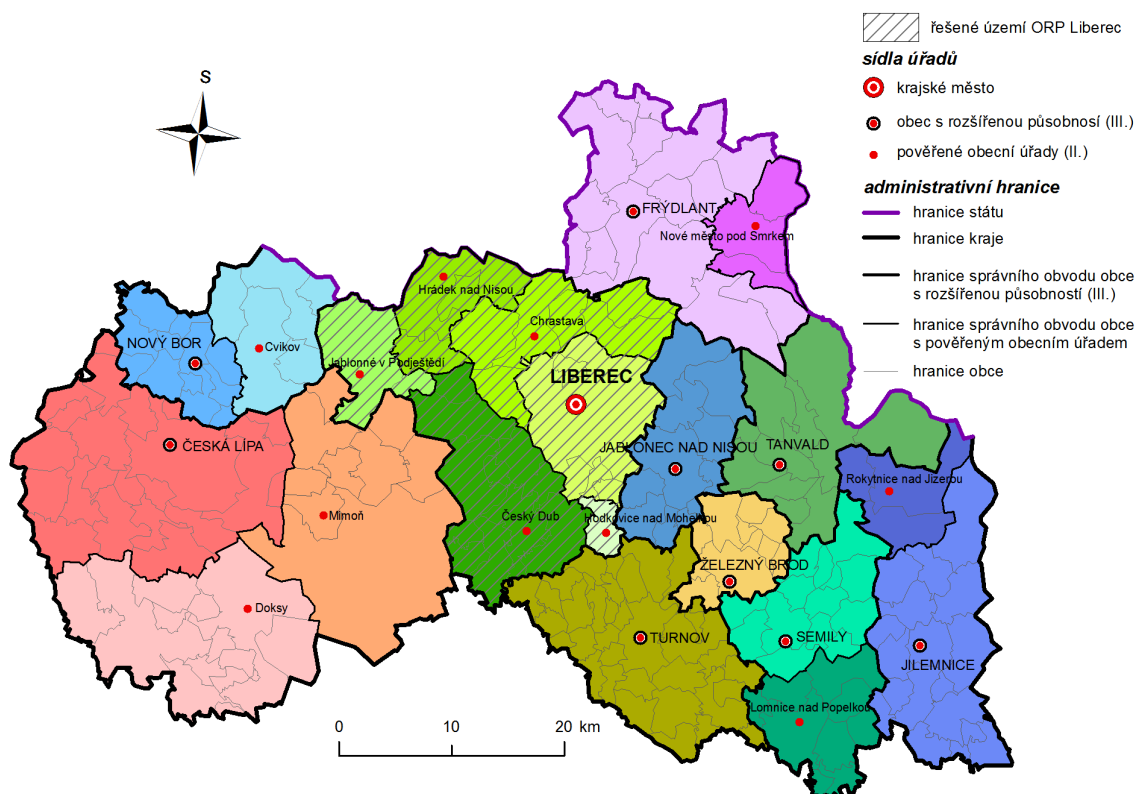 řešené území ORP Liberec
sídla úřadů
krajské město
obec s rozšířenou působností (III.)
pověřené obecní úřady (II.)
administrativní hranice
hranice státu
hranice kraje
hranice správního obvodu obce
s rozšířenou působností (III.)
hranice správního obvodu obce
s pověřeným obecním úřadem
hranice obce
S
FRÝDLANT
Nové město pod Smrkem
Hrádek nad Nisou
Chrastava
NOVÝ BOR
Cvikov
Jablonné v Podještědí
LIBEREC
ČESKÁ LÍPA
JABLONEC NAD NISOU
TANVALD
Rokytnice nad Jizerou
Mimoň
Český Dub
Hodkovice nad Mohelkou
ŽELEZNÝ BROD
Doksy
TURNOV
SEMILY
JILEMNICE
Lomnice nad Popelkou
0 10 20 km